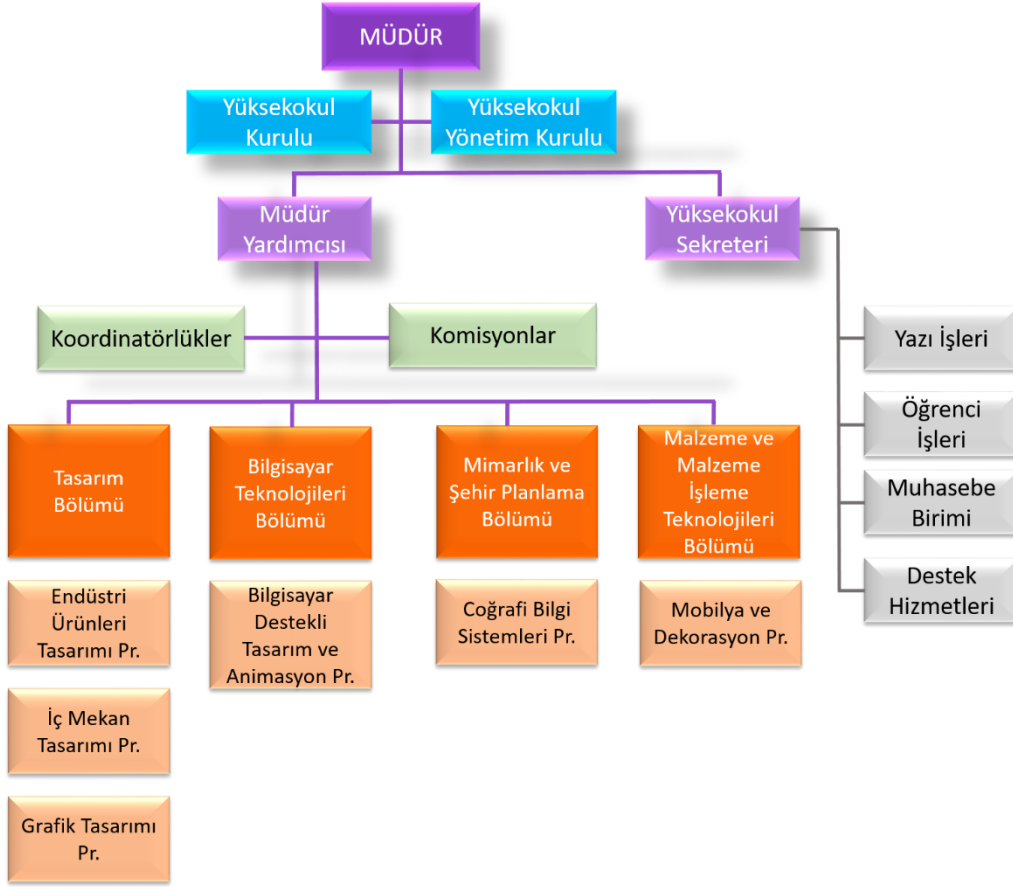 MÜDÜR
Yüksekokul
Kurulu
Yüksekokul
Yönetim Kurulu
Müdür
Yardımcısı
Yüksekokul
Sekreteri
Koordinatörlükler
Komisyonlar
Yazı İşleri
Öğrenci
İşleri
Muhasebe
Birimi
Destek
Hizmetleri
Tasarım
Bölümü
Bilgisayar
Teknolojileri
Bölümü
Mimarlık ve
Şehir Planlama
Bölümü
Malzeme ve
Malzeme
İşleme
Teknolojileri
Bölümü
Endüstri
Ürünleri
Tasarımı Pr.
Bilgisayar
Destekli
Tasarım ve
Animasyon Pr.
Coğrafi Bilgi
Sistemleri Pr.
Mobilya ve
Dekorasyon Pr.
İç Mekan
Tasarımı Pr.
Grafik Tasarımı
Pr.